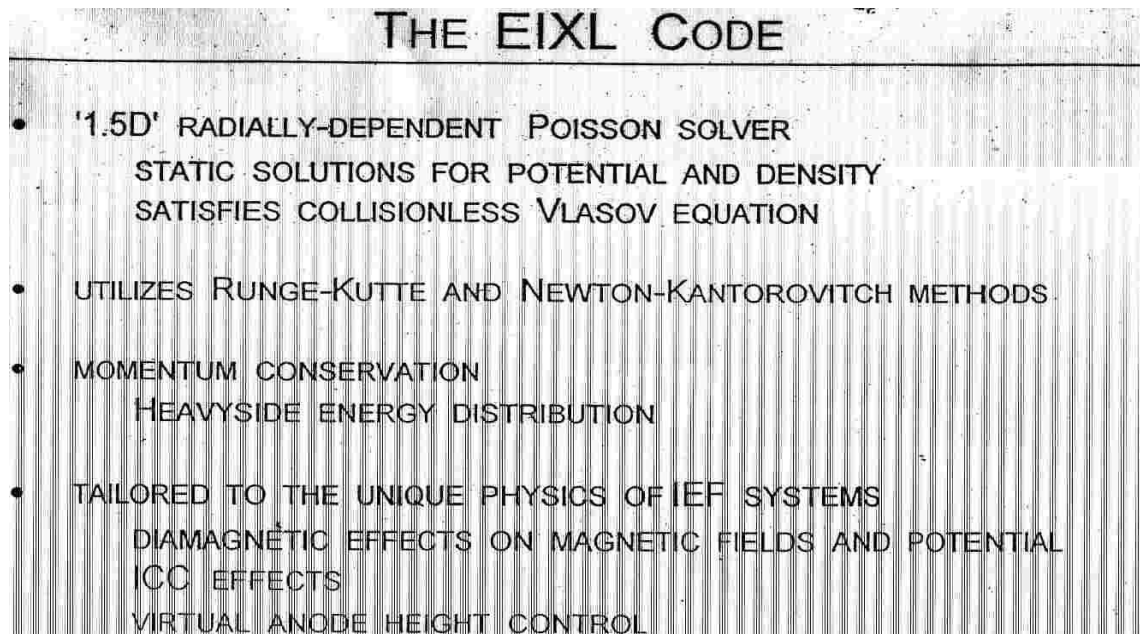 THE EIXL CODE
• '1.5D' RADIALLY-DEPENDENT POISSON SOLVER
STATIC SOLUTIONS FOR POTENTIAL AND DENSITY
SATISFIES COLLISIONLESS VLASOV EQUATION
• UTILIZES RUNGE-KUTTE AND NEWTON-KANTOROVITCH METHODS
• MOMENTUM CONSERVATION
HEAVYSIDE ENERGY DISTRIBUTION
• TAILORED TO THE UNIQUE PHYSICS OF IEF SYSTEMS
DIAMAGNETIC EFFECTS ON MAGNETIC FIELDS AND POTENTIAL
ICC EFFECTS
VIRTUAL ANODE HEIGHT CONTROL